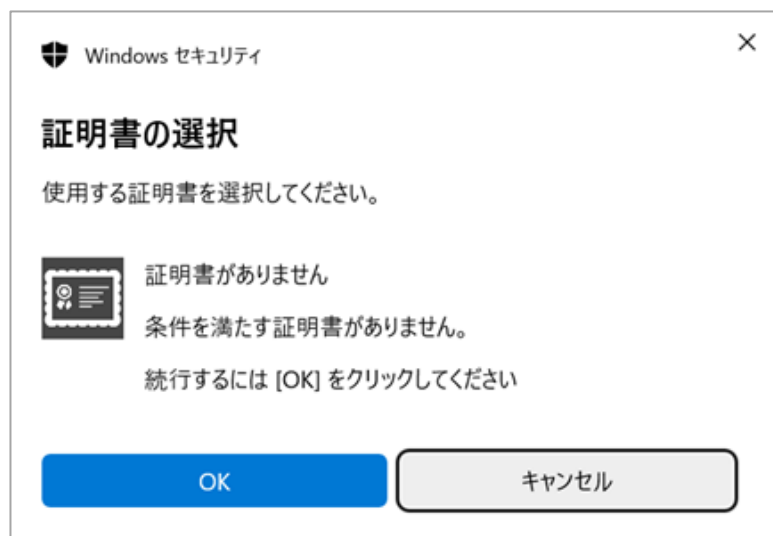 Windows セキュリティ
証明書の選択
使用する証明書を選択してください。
証明書がありません
条件を満たす証明書がありません。
続行するには [OK] をクリックしてください
OK
キャンセル